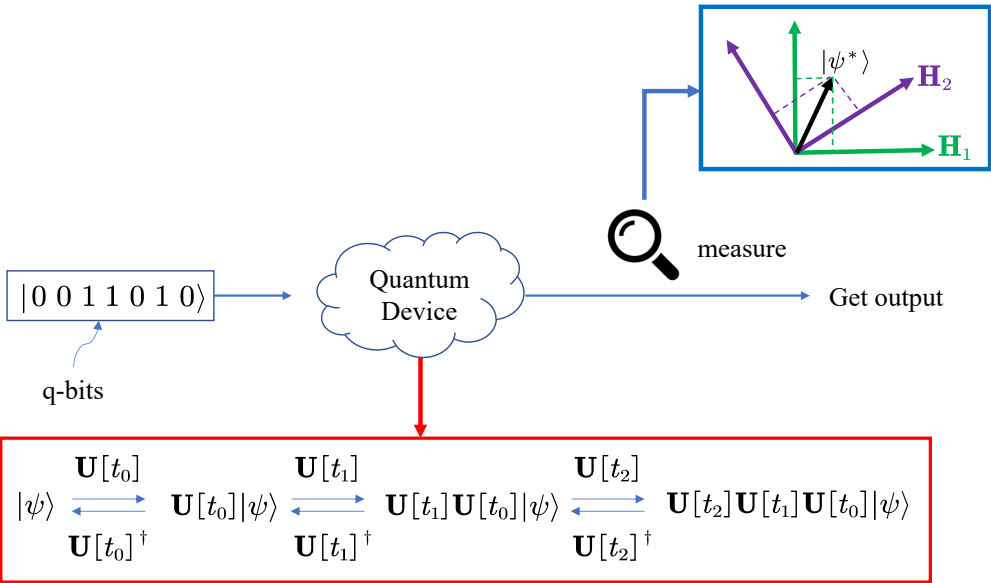 |ψ*⟩
H₂
H₁
measure
Quantum
Device
|0 0 1 1 0 1 0⟩
Get output
q-bits
U[t₀] U[t₁] U[t₂]
|ψ⟩ U[t₀]|ψ⟩ U[t₁]U[t₀]|ψ⟩ U[t₂]U[t₁]U[t₀]|ψ⟩
U[t₀]† U[t₁]† U[t₂]†